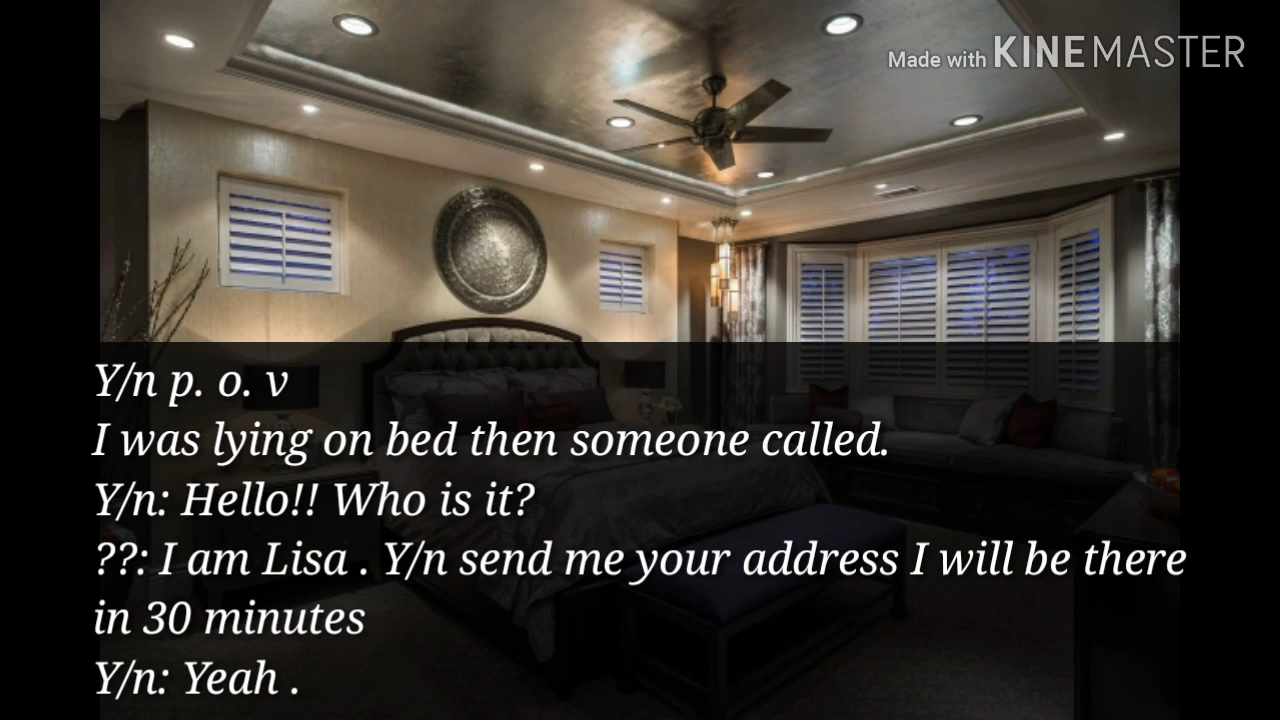 Made with KINEMASTER
Y/n p. o. v
I was lying on bed then someone called.
Y/n: Hello!! Who is it?
??: I am Lisa . Y/n send me your address I will be there
in 30 minutes
Y/n: Yeah .